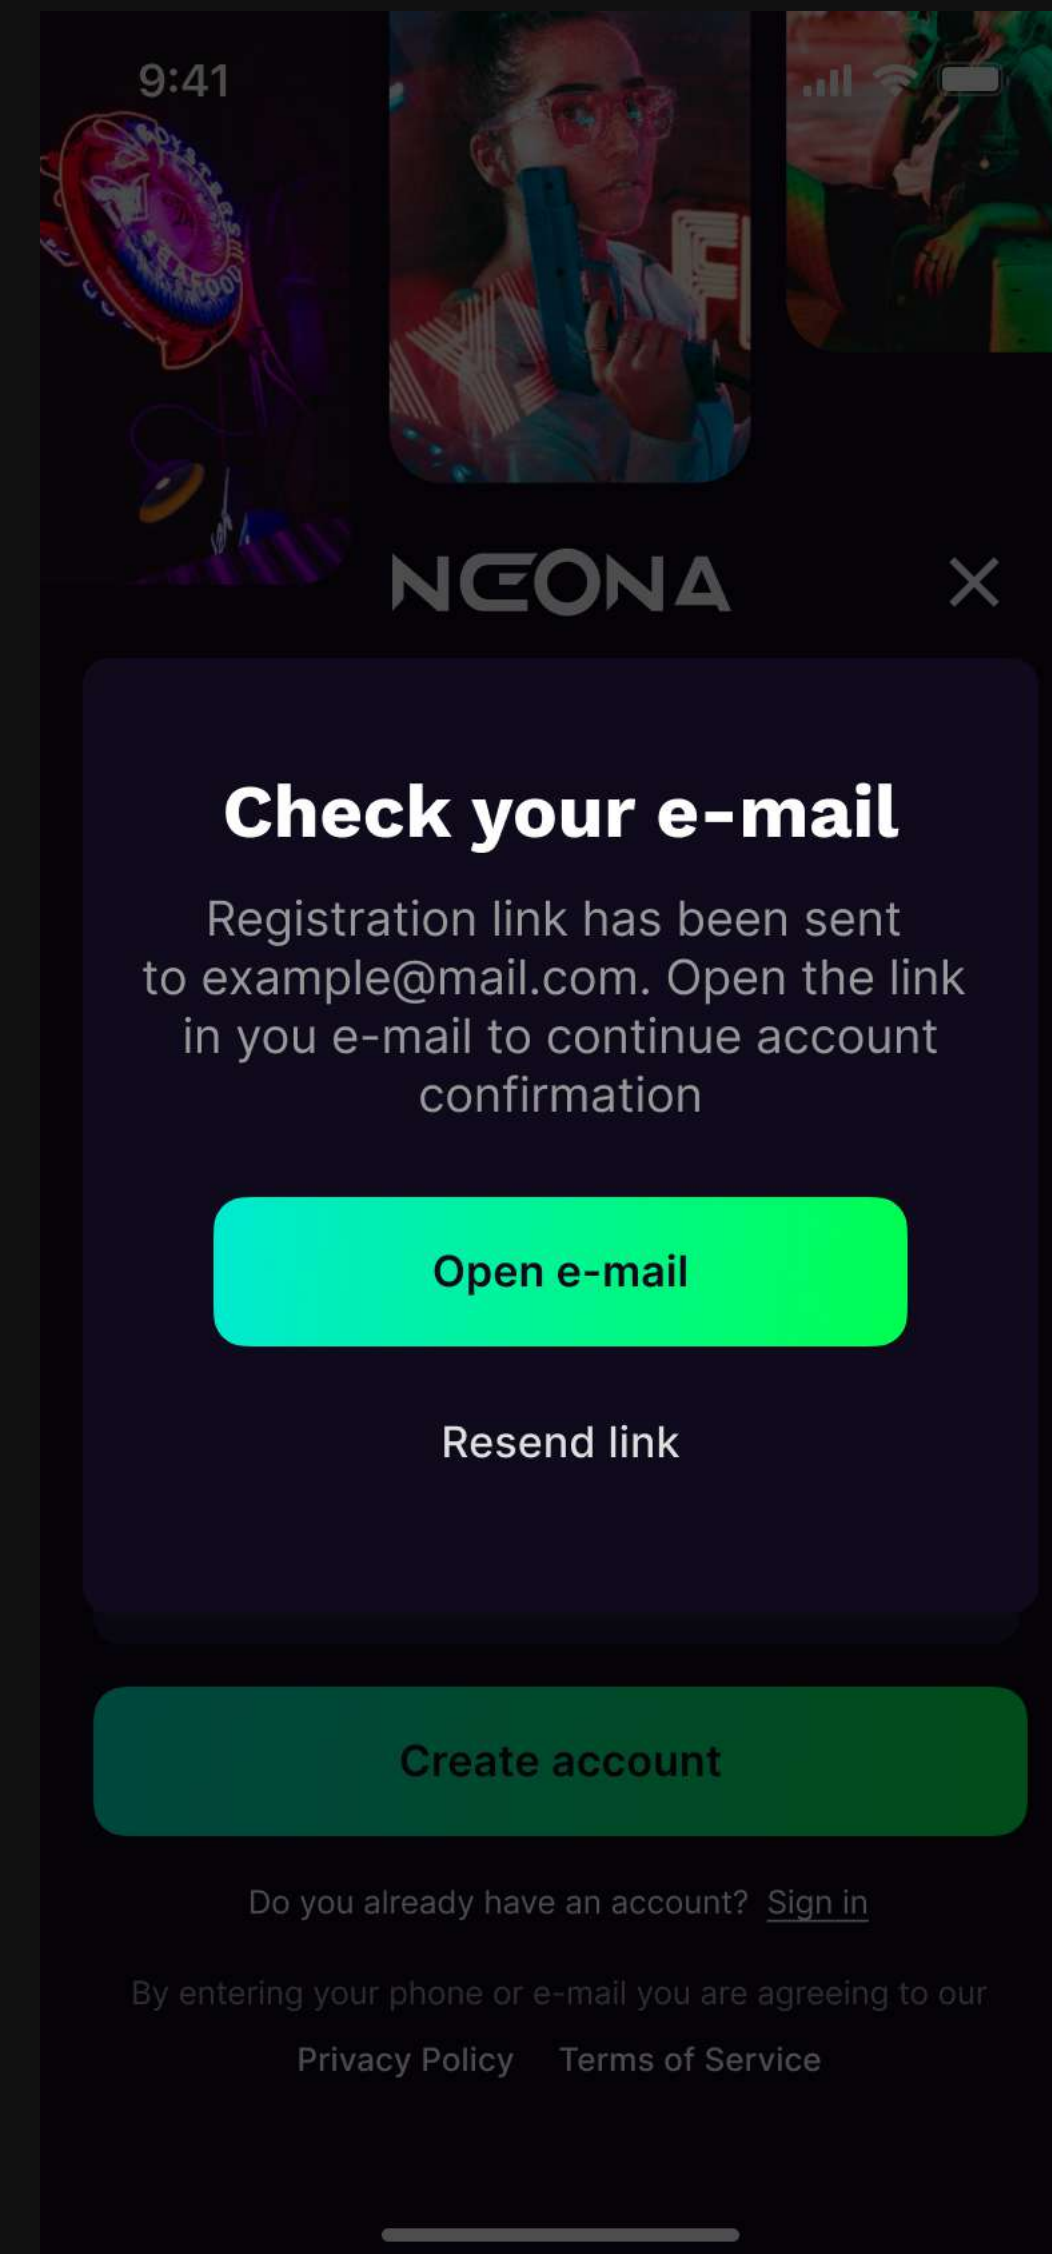 9:41
OYSTERS
SEAFOOD
NEONA
Check your e-mail
Registration link has been sent
to example@mail.com. Open the link
in you e-mail to continue account
confirmation
Open e-mail
Resend link
Create account
Do you already have an account? Sign in
By entering your phone or e-mail you are agreeing to our
Privacy Policy Terms of Service